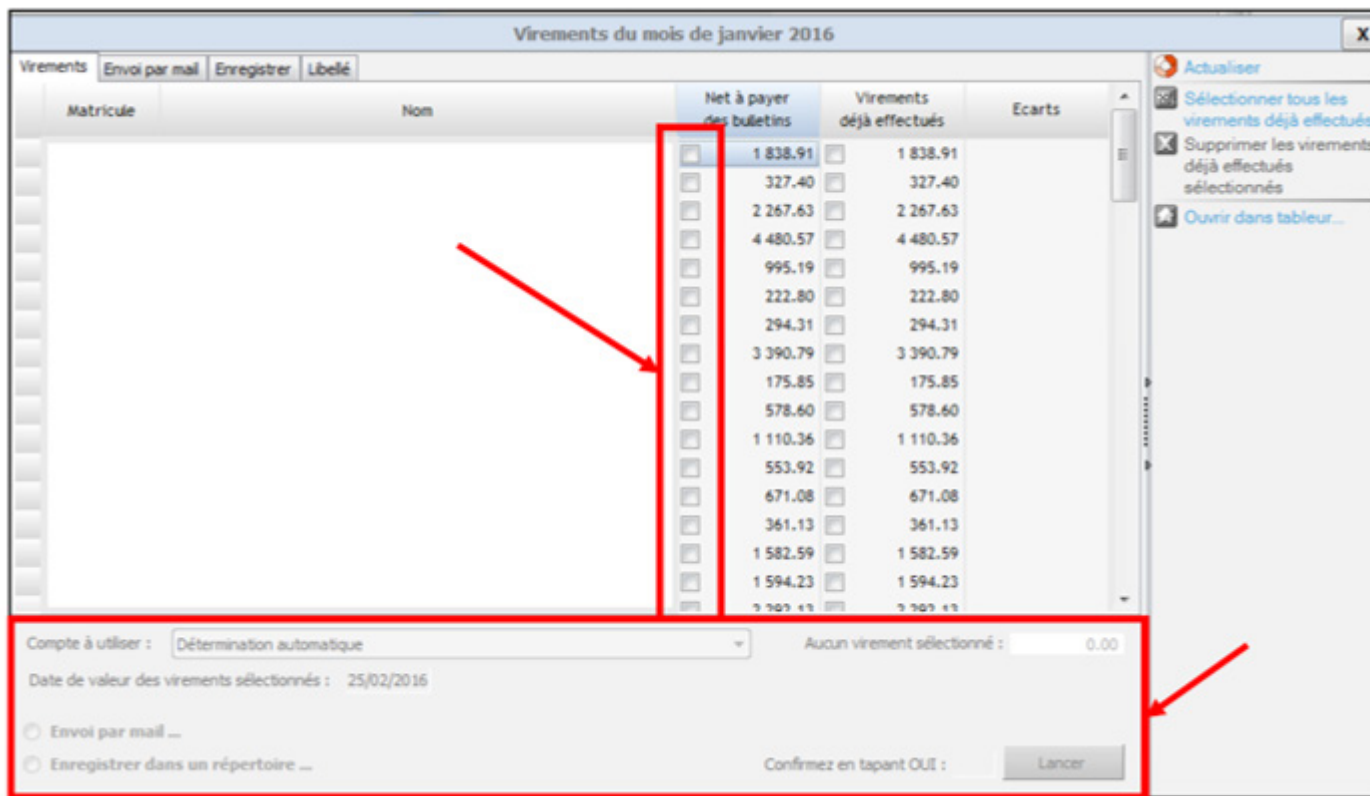 Virements du mois de janvier 2016
X
Virements Envoi par mail Enregistrer Libellé
Matricule Nom Net à payer des bulletins Virements déjà effectués Ecarts
1 838.91 1 838.91
327.40 327.40
2 267.63 2 267.63
4 480.57 4 480.57
995.19 995.19
222.80 222.80
294.31 294.31
3 390.79 3 390.79
175.85 175.85
578.60 578.60
1 110.36 1 110.36
553.92 553.92
671.08 671.08
361.13 361.13
1 582.59 1 582.59
1 594.23 1 594.23
2 292.13 2 292.13
Actualiser
Sélectionner tous les
virements déjà effectués
Supprimer les virements
déjà effectués
sélectionnés
Ouvrir dans tableur...
Compte à utiliser : Détermination automatique Aucun virement sélectionné : 0.00
Date de valeur des virements sélectionnés : 25/02/2016
Envoi par mail ...
Enregistrer dans un répertoire ... Confirmez en tapant OUI : Lancer